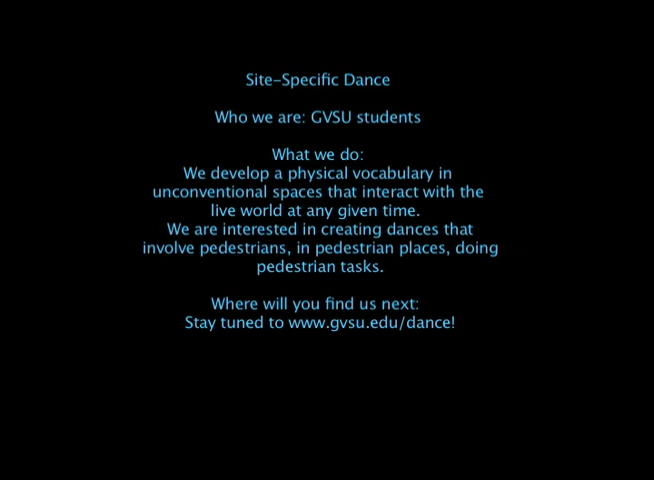 Site-Specific Dance
Who we are: GVSU students
What we do:
We develop a physical vocabulary in
unconventional spaces that interact with the
live world at any given time.
We are interested in creating dances that
involve pedestrians, in pedestrian places, doing
pedestrian tasks.
Where will you find us next:
Stay tuned to www.gvsu.edu/dance!